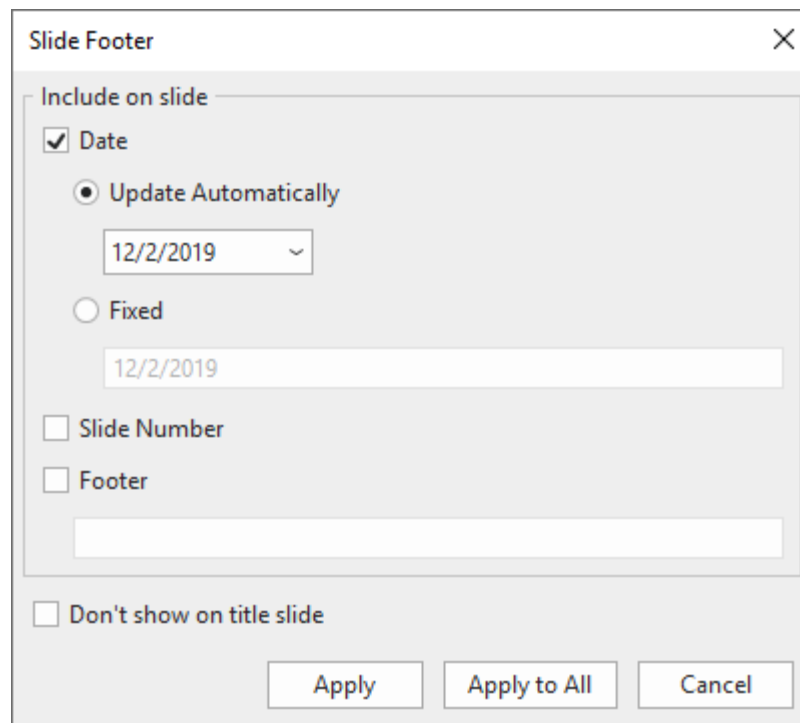 Slide Footer
Include on slide
Date
Update Automatically
12/2/2019
Fixed
12/2/2019
Slide Number
Footer
Don't show on title slide
Apply Apply to All Cancel